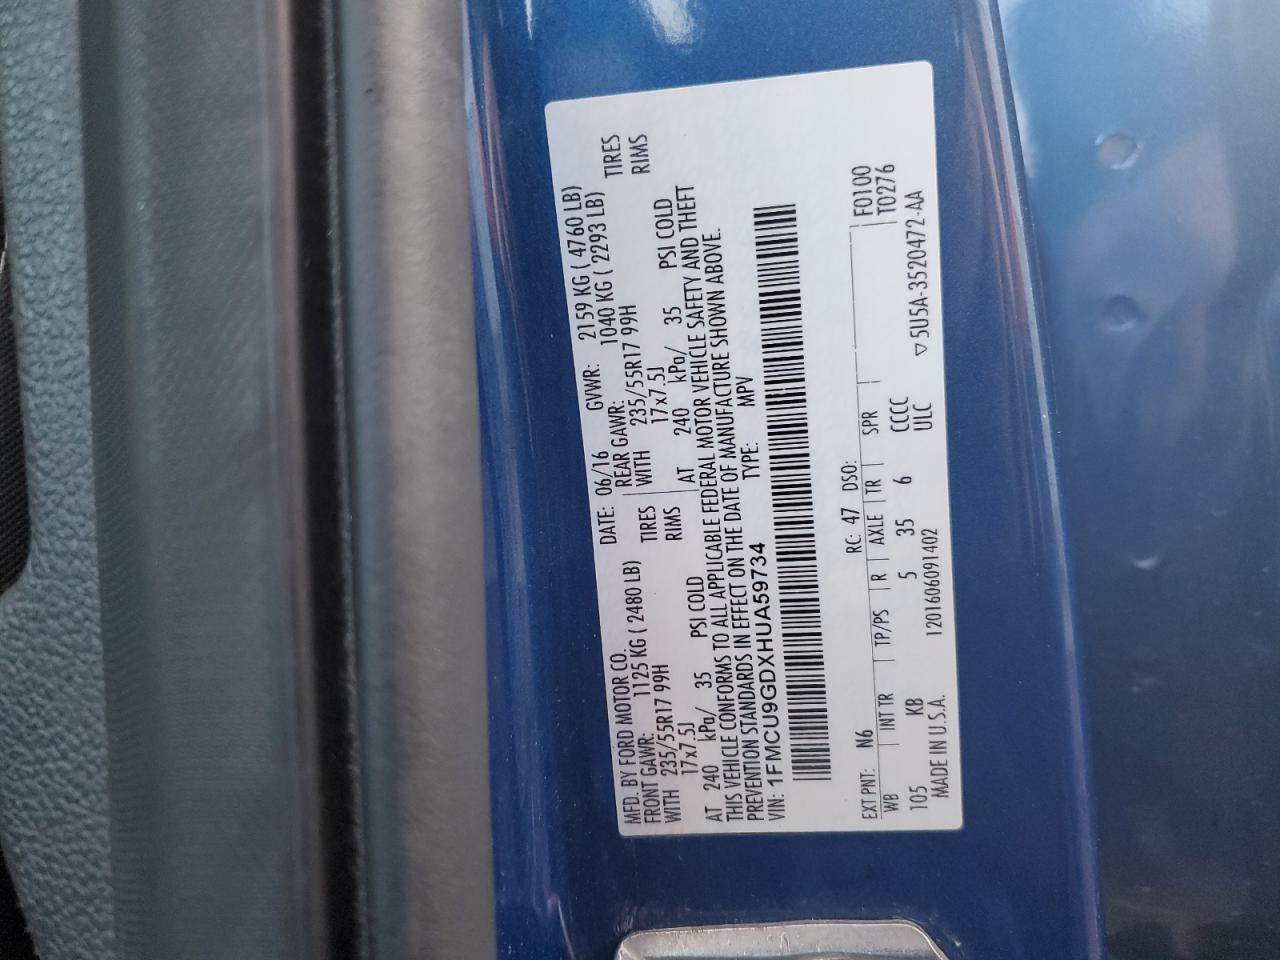 MFD. BY FORD MOTOR CO. DATE: 06/16 GVWR: 2159 KG ( 4760 LB)
FRONT GAWR: 1125 KG ( 2480 LB) REAR GAWR: 1040 KG ( 2293 LB)
WITH 235/55R17 99H TIRES WITH 235/55R17 99H TIRES
17x7.5J RIMS 17x7.5J RIMS
AT 240 kPa/ 35 PSI COLD AT 240 kPa/ 35 PSI COLD
THIS VEHICLE CONFORMS TO ALL APPLICABLE FEDERAL MOTOR VEHICLE SAFETY AND THEFT
PREVENTION STANDARDS IN EFFECT ON THE DATE OF MANUFACTURE SHOWN ABOVE.
VIN: 1FMCU9GDXHUA59734 TYPE: MPV
EXT PNT: N6 RC: 47 DSO: F0100
WB INT TR TP/PS R AXLE TR SPR T0276
105 KB 5 35 6 CCCC
ULC
MADE IN U.S.A. 1201606091402 ▽5U5A-3520472-AA